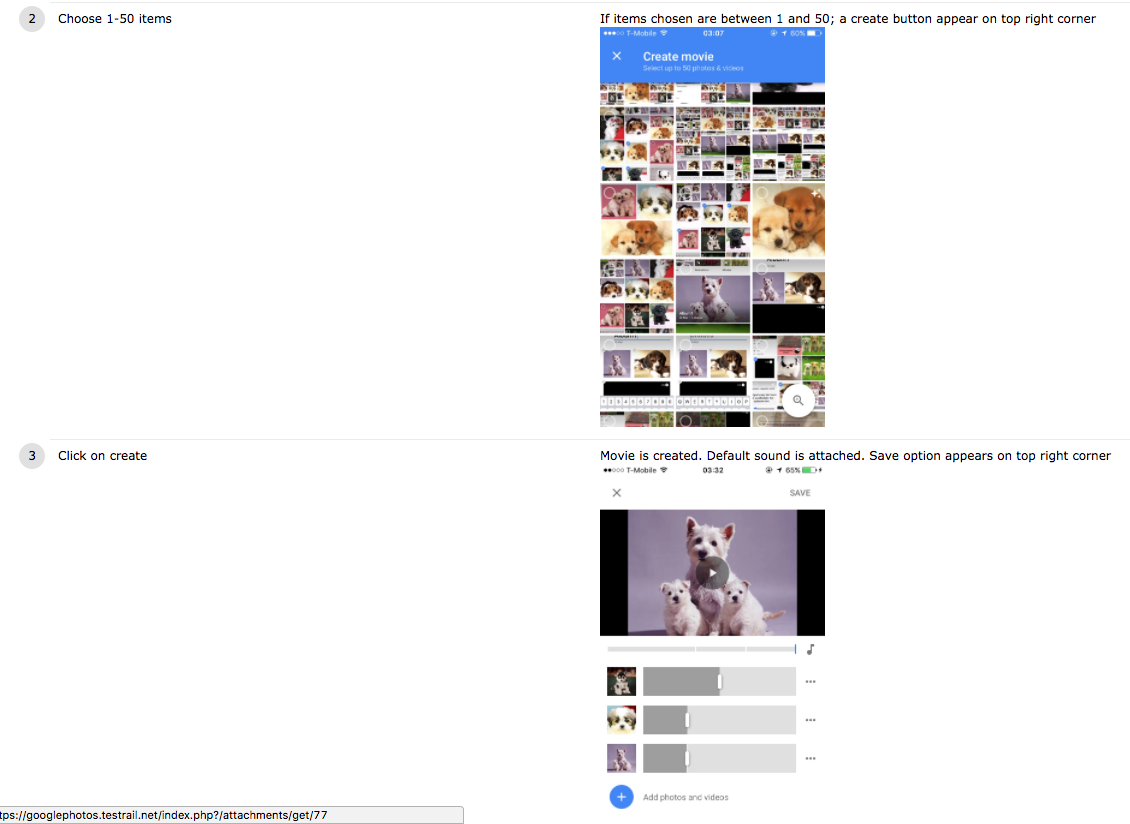 2
Choose 1-50 items
If items chosen are between 1 and 50; a create button appear on top right corner
T-Mobile 03:07 60%
Create movie
Select up to 50 photos & videos
3
Click on create
Movie is created. Default sound is attached. Save option appears on top right corner
T-Mobile 03:32 65%
SAVE
Add photos and videos
tps://googlephotos.testrail.net/index.php?/attachments/get/77